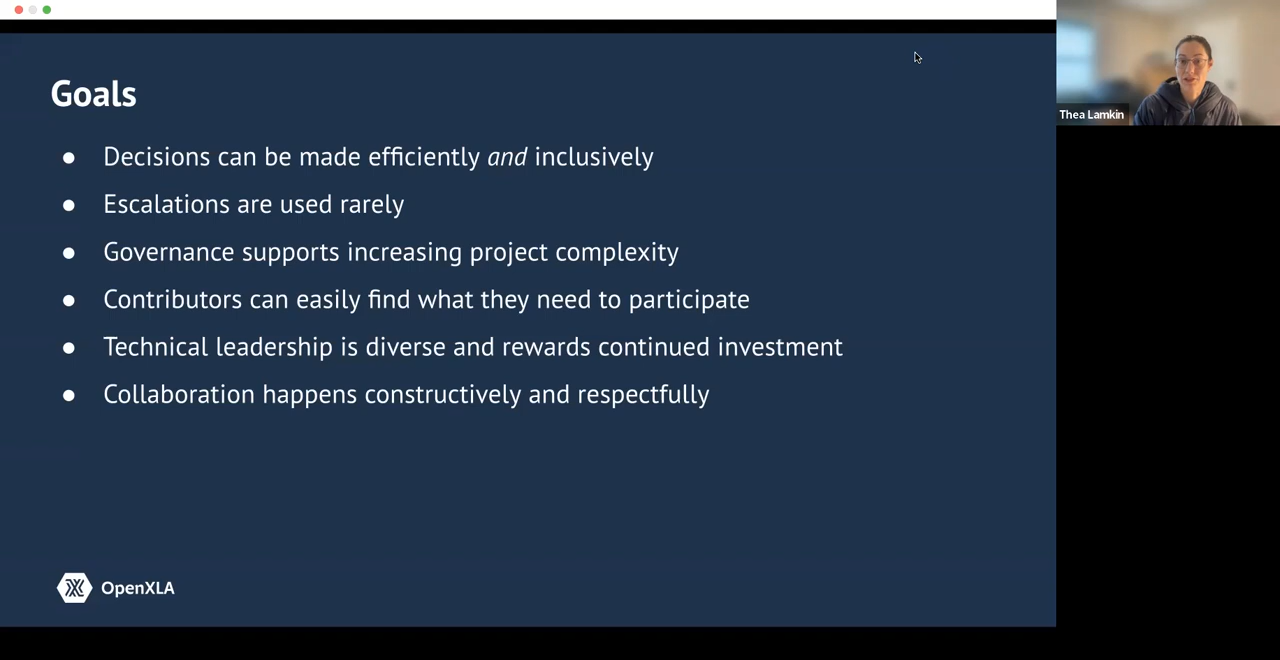 Goals
● Decisions can be made efficiently and inclusively
● Escalations are used rarely
● Governance supports increasing project complexity
● Contributors can easily find what they need to participate
● Technical leadership is diverse and rewards continued investment
● Collaboration happens constructively and respectfully
OpenXLA
Thea Lamkin